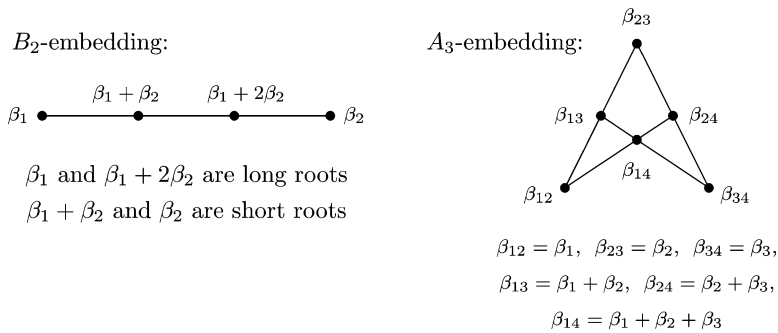 B₂-embedding:
β₁ + β₂ β₁ + 2β₂
β₁ β₂
β₁ and β₁ + 2β₂ are long roots
β₁ + β₂ and β₂ are short roots
A₃-embedding:
β₂₃
β₁₃ β₂₄
β₁₄
β₁₂ β₃₄
β₁₂ = β₁, β₂₃ = β₂, β₃₄ = β₃,
β₁₃ = β₁ + β₂, β₂₄ = β₂ + β₃,
β₁₄ = β₁ + β₂ + β₃